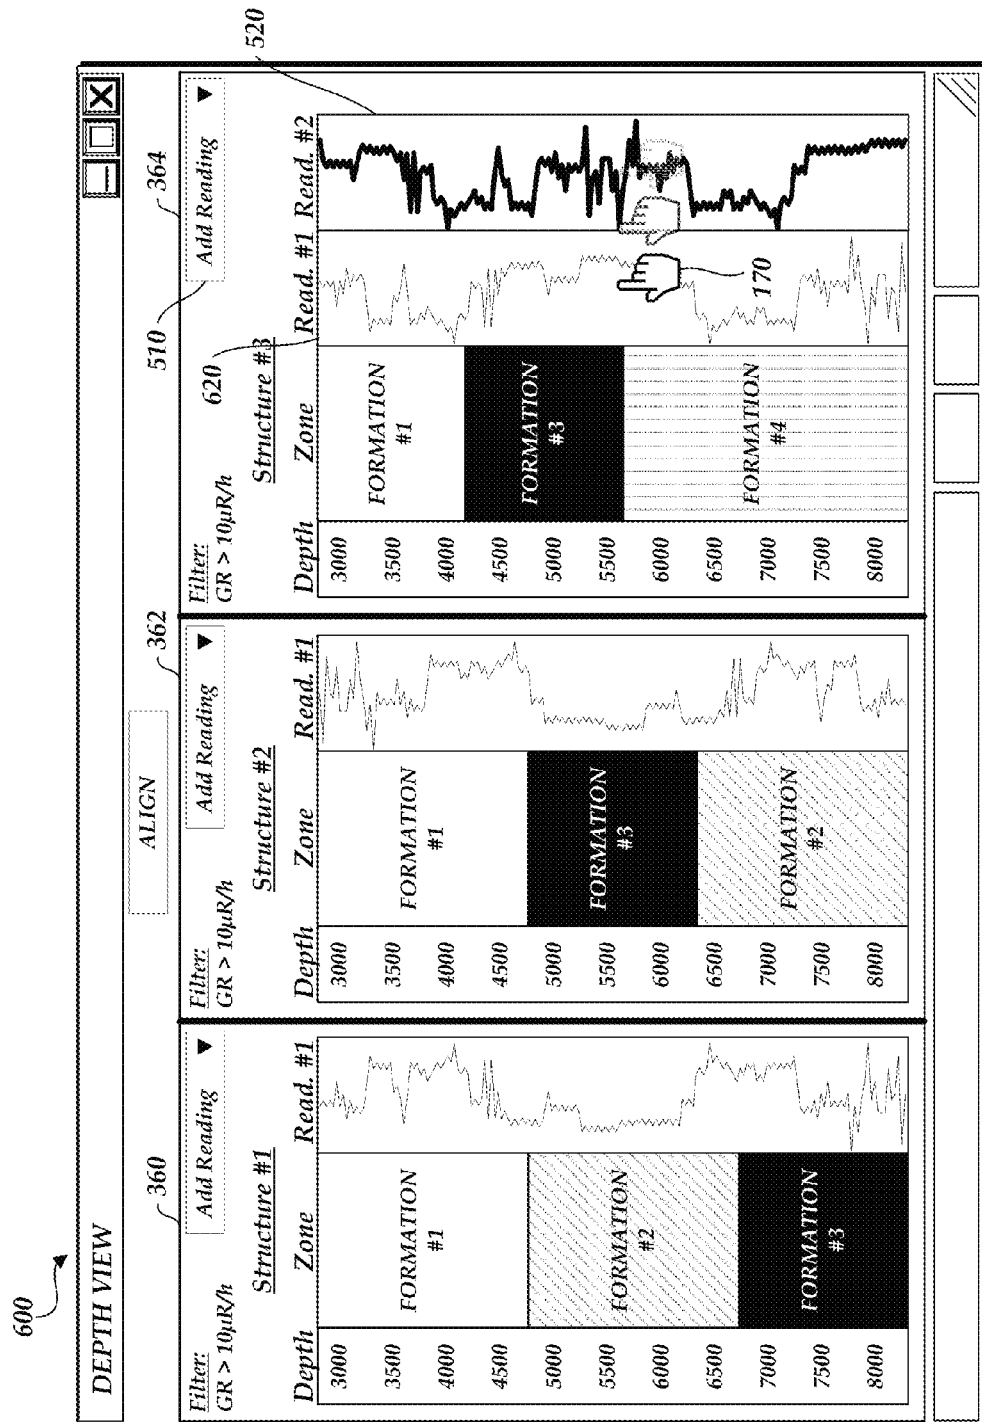 600
DEPTH VIEW
ALIGN
360
Filter:
GR > 10µR/h
Add Reading
Structure #1
Depth Zone Read. #1
3000
3500
4000
4500
5000
5500
6000
6500
7000
7500
8000
FORMATION
#1
FORMATION
#2
FORMATION
#3
362
Filter:
GR > 10µR/h
Add Reading
Structure #2
Depth Zone Read. #1
3000
3500
4000
4500
5000
5500
6000
6500
7000
7500
8000
FORMATION
#1
FORMATION
#3
FORMATION
#2
364
510
520
620
Filter:
GR > 10µR/h
Add Reading
Structure #3
Depth Zone Read. #1 Read. #2
3000
3500
4000
4500
5000
5500
6000
6500
7000
7500
8000
FORMATION
#1
FORMATION
#3
FORMATION
#4
170